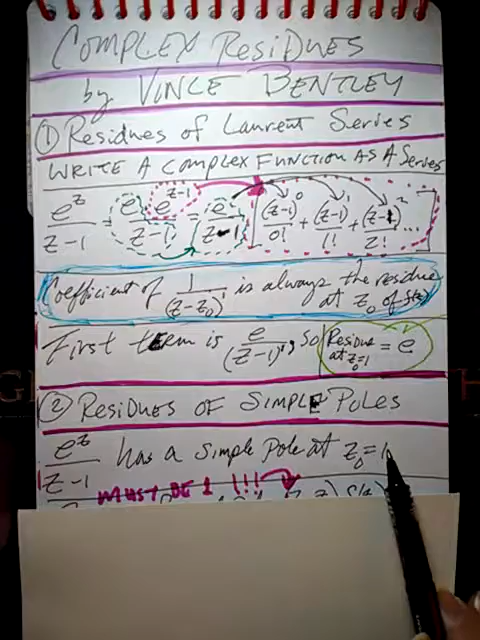 COMPLEX RESIDUES
by VINCE BENTLEY
① Residues of Laurent Series
WRITE A COMPLEX FUNCTION AS A Series
e^z/(z-1) = e e^(z-1)/(z-1) = e/(z-1) [(z-1)^0/0! + (z-1)^1/1! + (z-1)^2/2! ...]
Coefficient of 1/(z-z₀)^1 is always the residue at z₀ of f(z)
First term is e/(z-1)^1, so Residue at z₀=1 = e
② RESIDUES OF SIMPLE POLES
e^z/(z-1) has a simple pole at z₀=1
MUST BE 1 !!!